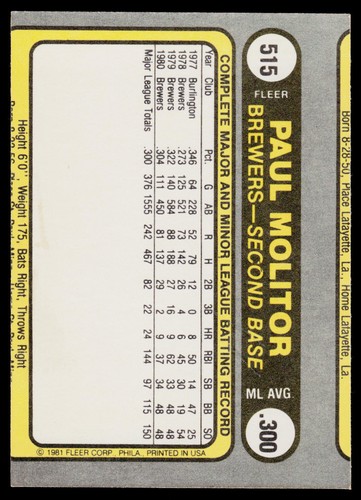 Born 8-28-50, Place Lafayette, La., Home Lafayette, La.
515
FLEER
PAUL MOLITOR
BREWERS—SECOND BASE
ML AVG.
.300
COMPLETE MAJOR AND MINOR LEAGUE BATTING RECORD
Year Club Pct. G AB R H 2B 3B HR RBI SB BB SO
1977 Burlington .346 64 228 52 79 12 0 8 50 14 47 25
1978 Brewers .273 125 521 73 142 26 4 6 45 30 19 54
1979 Brewers .322 140 584 88 188 27 16 9 62 33 48 48
1980 Brewers .304 111 450 81 137 29 2 9 37 34 48 48
Major League Totals .300 376 1555 242 467 82 22 24 144 97 115 150
© 1981 FLEER CORP., PHILA., PRINTED IN USA
Height 6'0" Weight 175, Bats Right, Throws Right